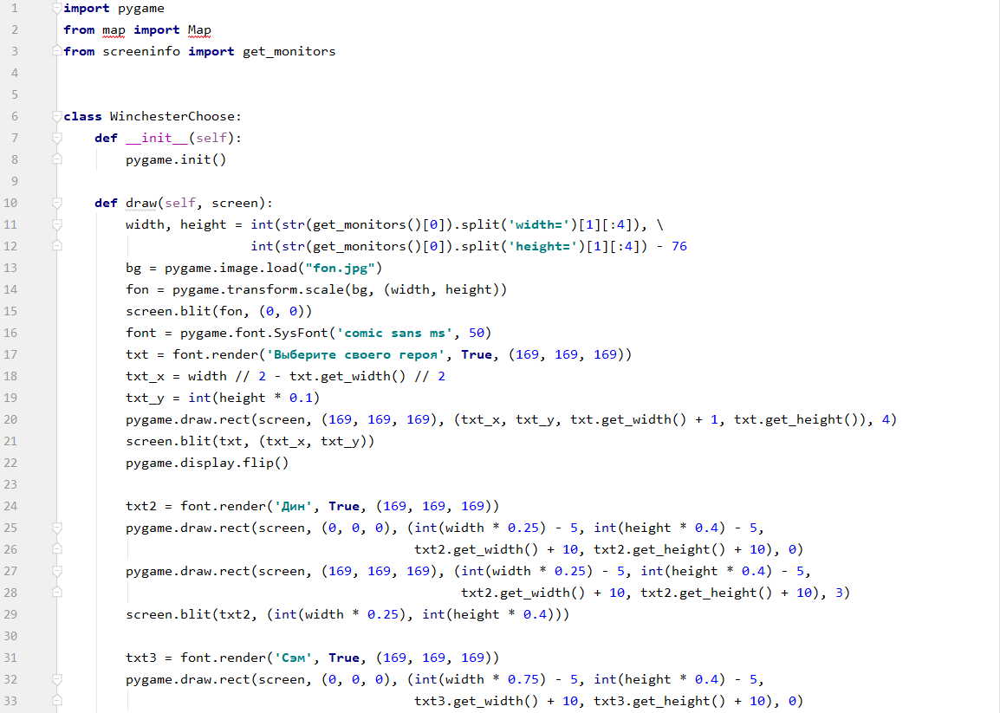 1 import pygame
2 from map import Map
3 from screeninfo import get_monitors
4
5
6 class WinchesterChoose:
7     def __init__(self):
8         pygame.init()
9
10     def draw(self, screen):
11         width, height = int(str(get_monitors()[0]).split('width=')[1][:4]), \
12                         int(str(get_monitors()[0]).split('height=')[1][:4]) - 76
13         bg = pygame.image.load("fon.jpg")
14         fon = pygame.transform.scale(bg, (width, height))
15         screen.blit(fon, (0, 0))
16         font = pygame.font.SysFont('comic sans ms', 50)
17         txt = font.render('Выберите своего героя', True, (169, 169, 169))
18         txt_x = width // 2 - txt.get_width() // 2
19         txt_y = int(height * 0.1)
20         pygame.draw.rect(screen, (169, 169, 169), (txt_x, txt_y, txt.get_width() + 1, txt.get_height()), 4)
21         screen.blit(txt, (txt_x, txt_y))
22         pygame.display.flip()
23
24         txt2 = font.render('Дин', True, (169, 169, 169))
25         pygame.draw.rect(screen, (0, 0, 0), (int(width * 0.25) - 5, int(height * 0.4) - 5,
26                                              txt2.get_width() + 10, txt2.get_height() + 10), 0)
27         pygame.draw.rect(screen, (169, 169, 169), (int(width * 0.25) - 5, int(height * 0.4) - 5,
28                                                    txt2.get_width() + 10, txt2.get_height() + 10), 3)
29         screen.blit(txt2, (int(width * 0.25), int(height * 0.4)))
30
31         txt3 = font.render('Сэм', True, (169, 169, 169))
32         pygame.draw.rect(screen, (0, 0, 0), (int(width * 0.75) - 5, int(height * 0.4) - 5,
33                                              txt3.get_width() + 10, txt3.get_height() + 10), 0)